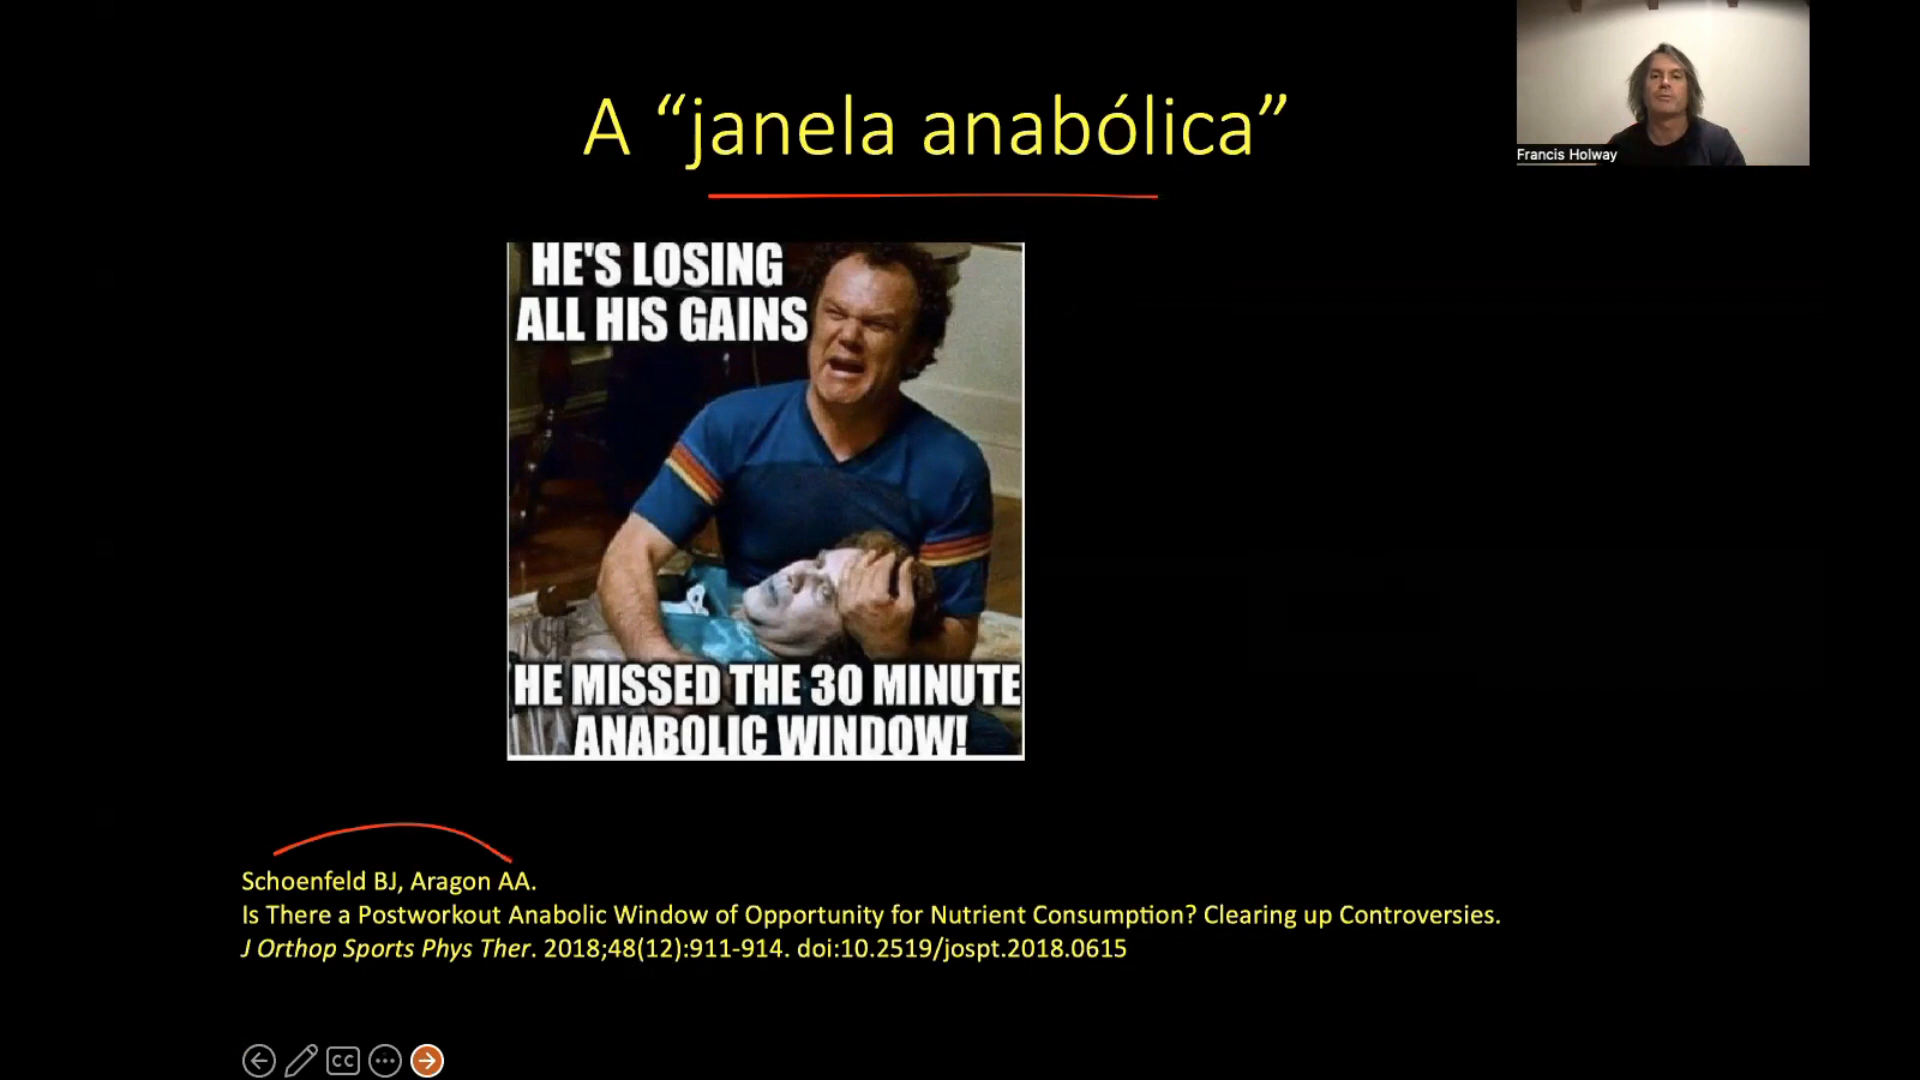 A “janela anabólica”
Francis Holway
HE'S LOSING
ALL HIS GAINS
HE MISSED THE 30 MINUTE
ANABOLIC WINDOW!
Schoenfeld BJ, Aragon AA.
Is There a Postworkout Anabolic Window of Opportunity for Nutrient Consumption? Clearing up Controversies.
J Orthop Sports Phys Ther. 2018;48(12):911-914. doi:10.2519/jospt.2018.0615
CC